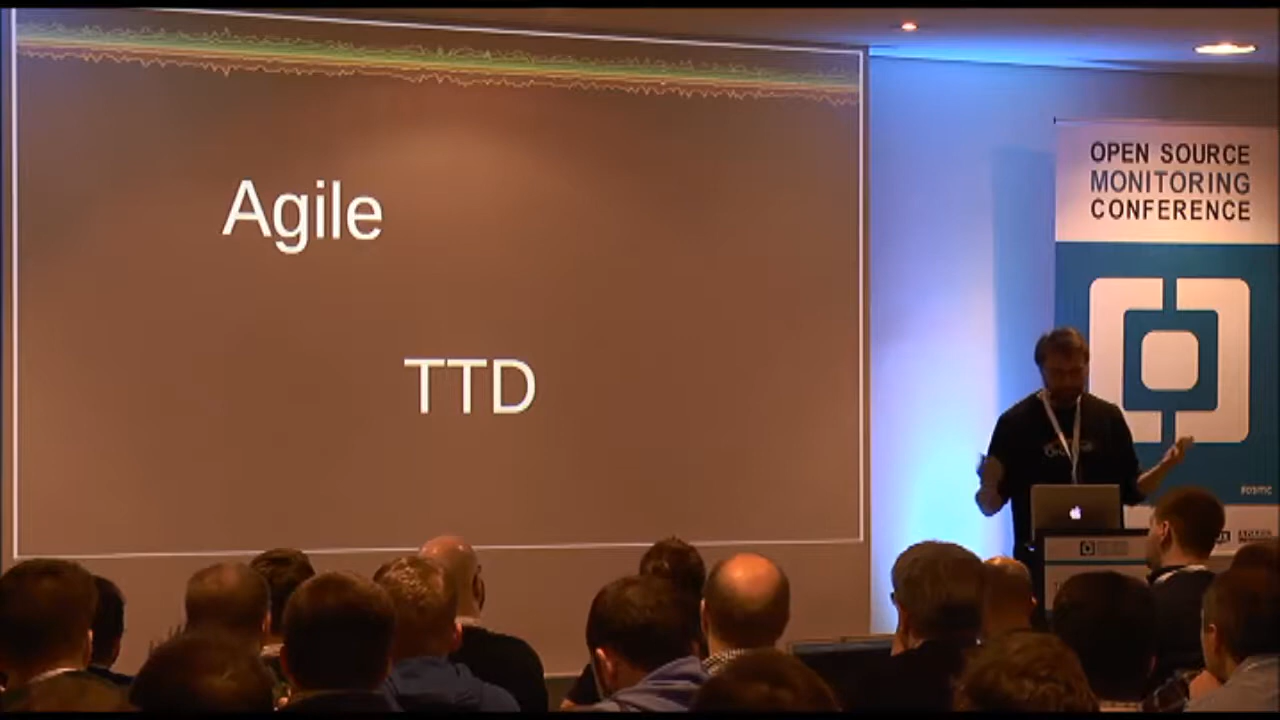 Agile
TTD
OPEN SOURCE
MONITORING
CONFERENCE
#OSMC